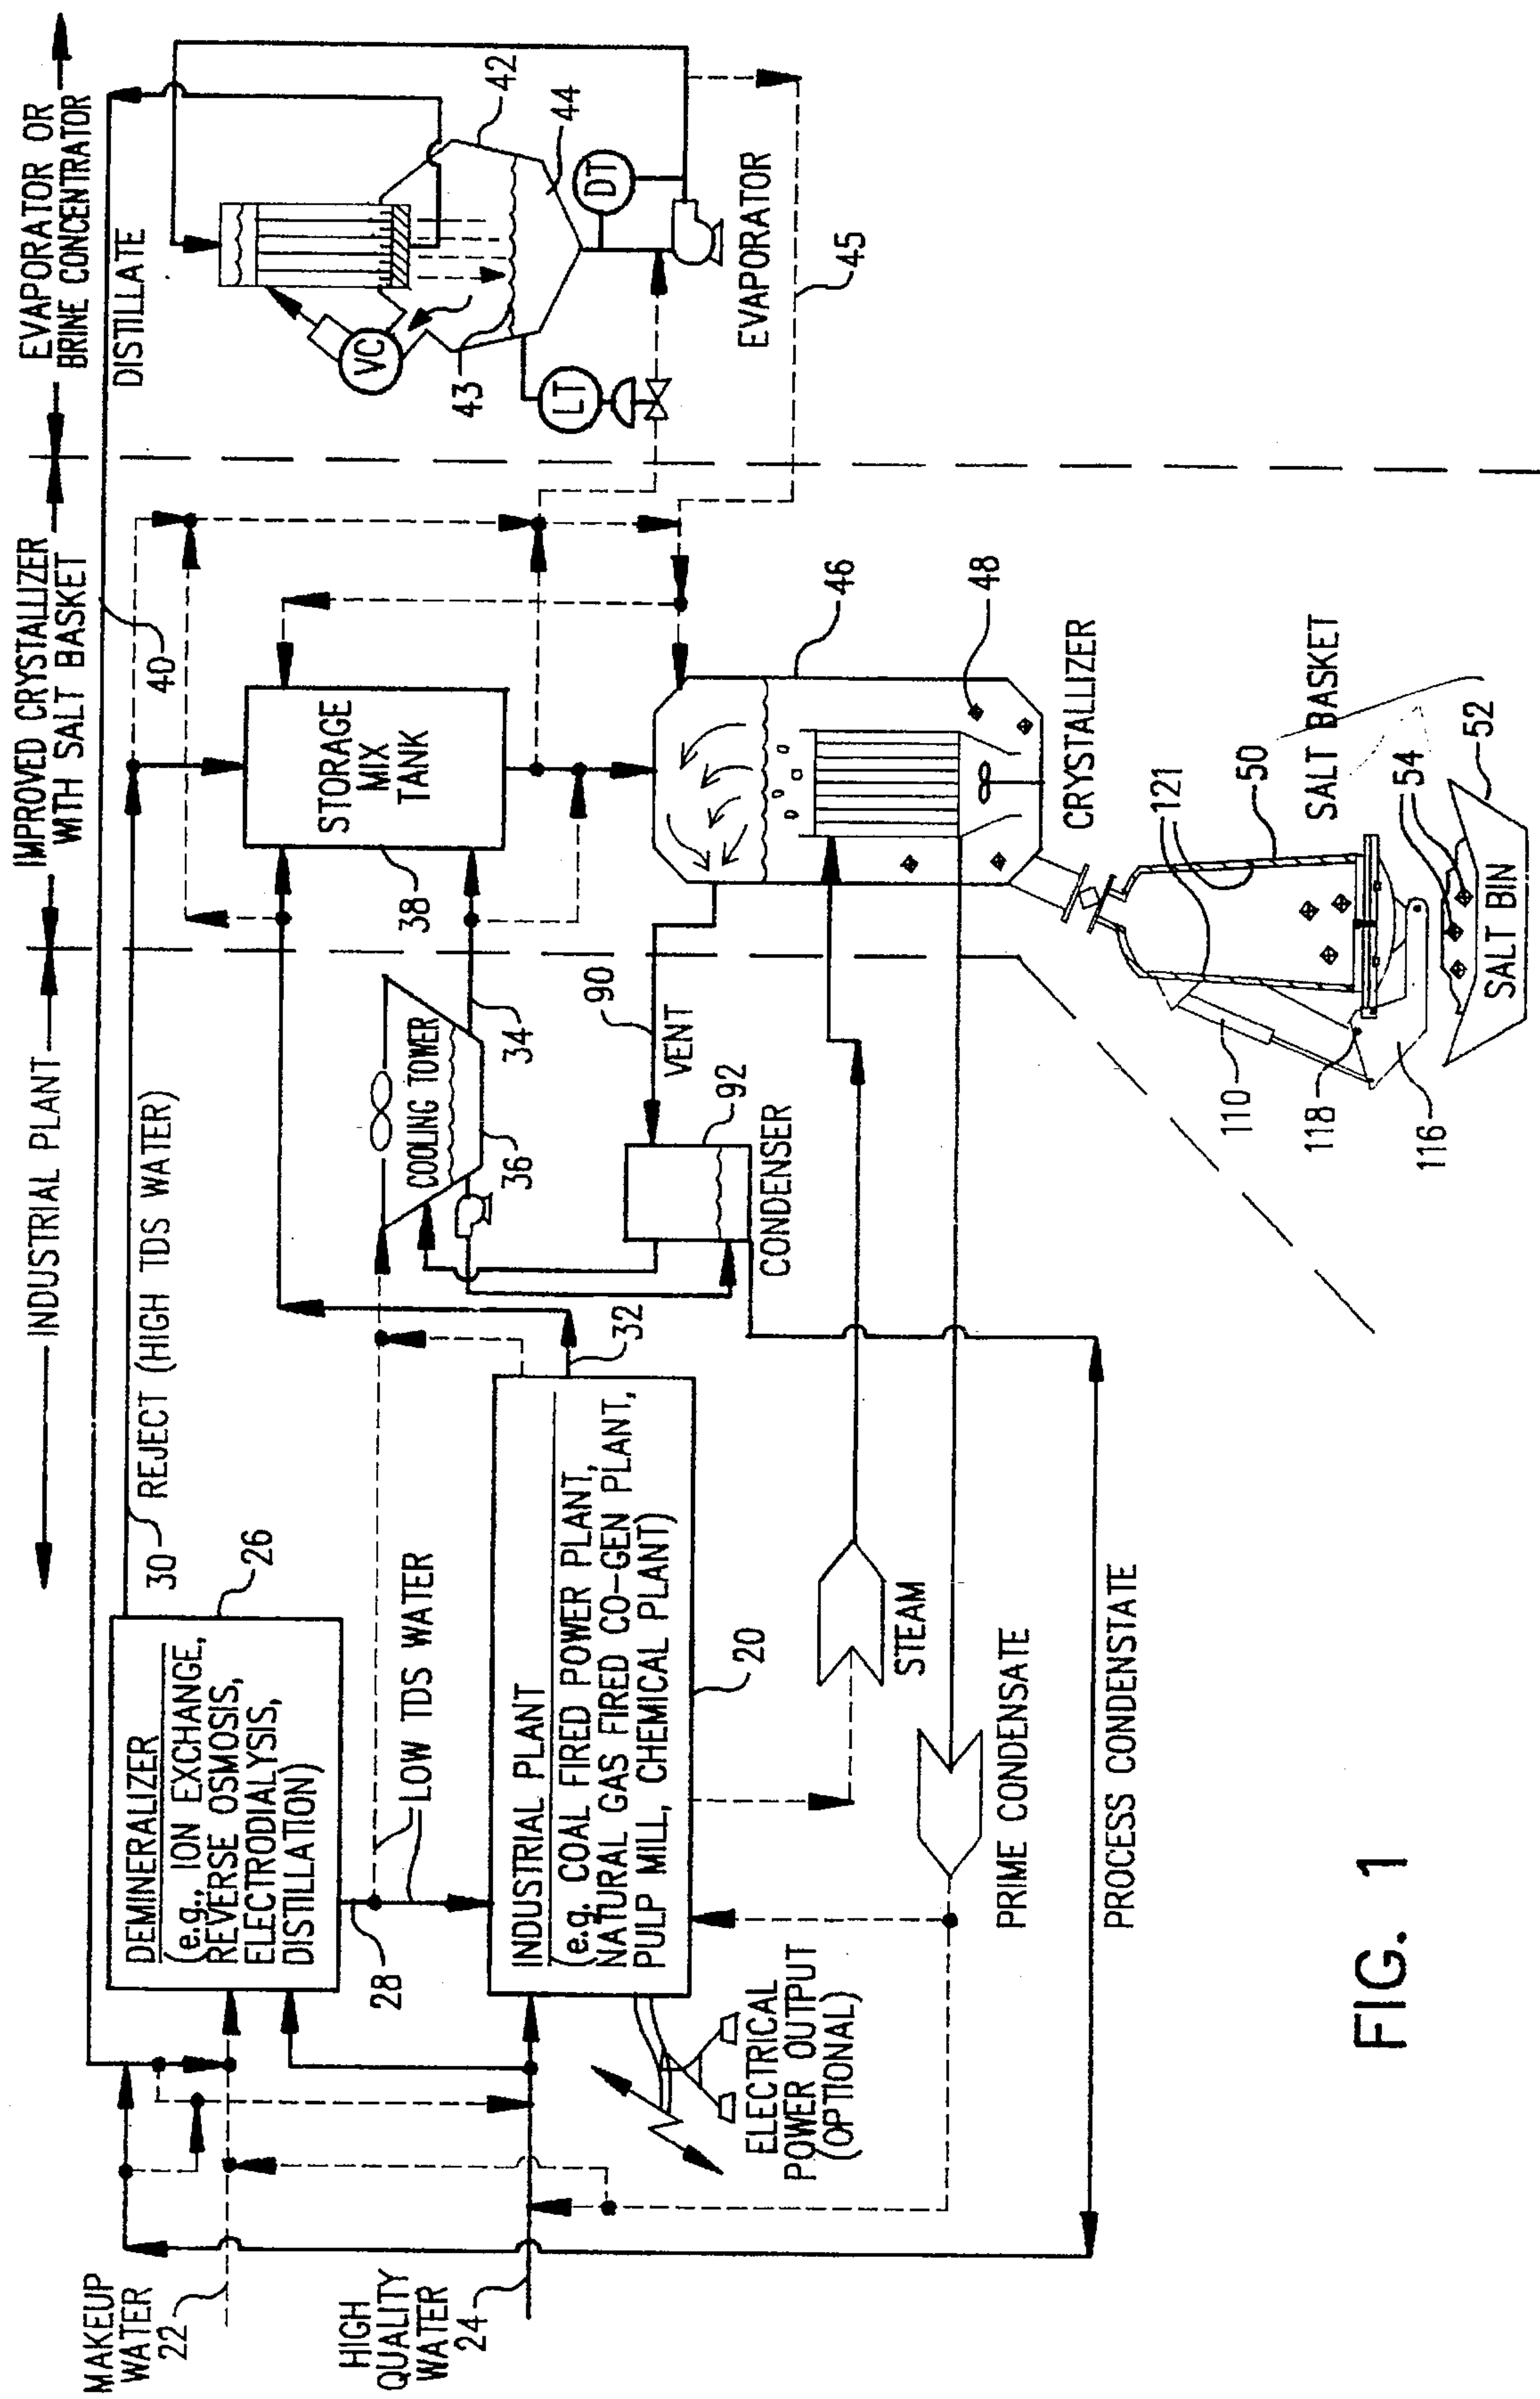 INDUSTRIAL PLANT
IMPROVED CRYSTALLIZER
WITH SALT BASKET
EVAPORATOR OR
BRINE CONCENTRATOR
MAKEUP
WATER
22
HIGH
QUALITY
WATER
24
DEMINERALIZER
(e.g., ION EXCHANGE,
REVERSE OSMOSIS,
ELECTRODIALYSIS,
DISTILLATION)
26
28
LOW TDS WATER
30
REJECT (HIGH TDS WATER)
INDUSTRIAL PLANT
(e.g. COAL FIRED POWER PLANT,
NATURAL GAS FIRED CO-GEN PLANT,
PULP MILL, CHEMICAL PLANT)
20
32
ELECTRICAL
POWER OUTPUT
(OPTIONAL)
STEAM
PRIME CONDENSATE
PROCESS CONDENSTATE
COOLING TOWER
34
36
90
VENT
92
CONDENSER
STORAGE
MIX
TANK
38
40
46
48
CRYSTALLIZER
121
50
SALT BASKET
110
118
116
54
52
SALT BIN
DISTILLATE
VC
42
43
44
LT
DT
EVAPORATOR
45
FIG. 1